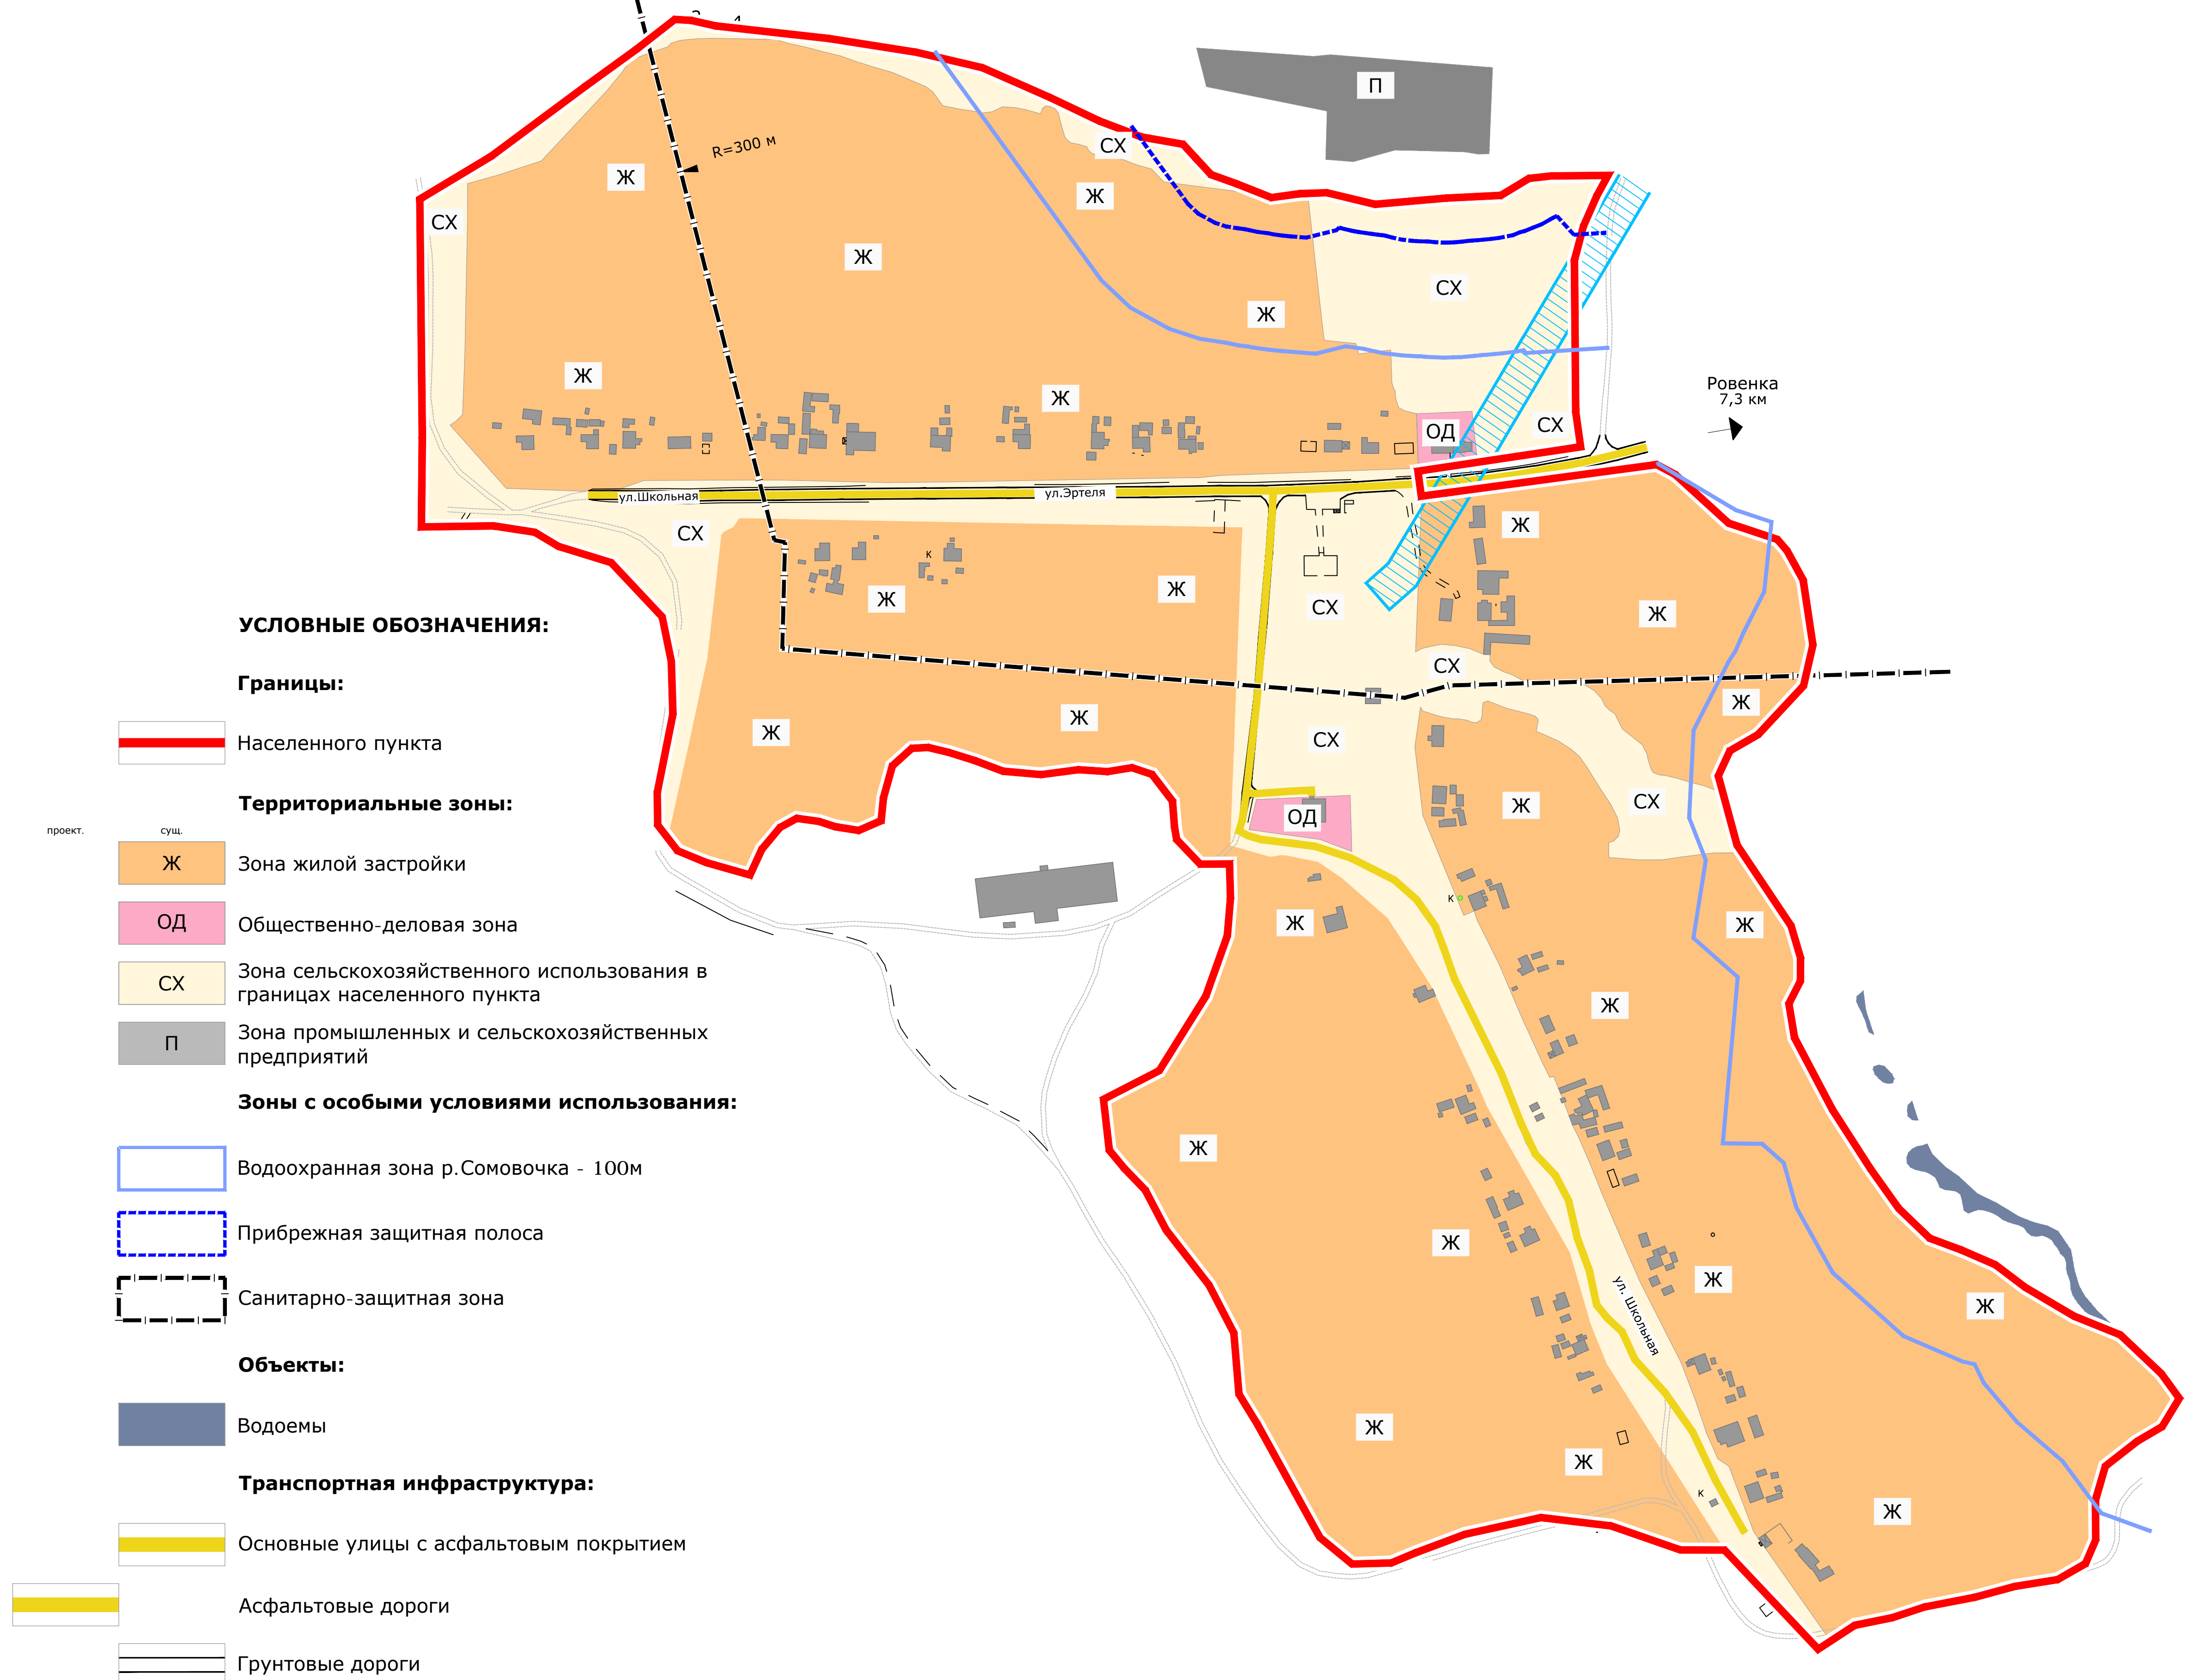 П
СХ
R=300 м
Ж
Ж
СХ
Ж
СХ
Ж
Ж
Ж
Ровенка
7,3 км
Ж
СХ
ОД
ул.Школьная
ул.Эртеля
СХ
Ж
К
Ж
Ж
СХ
Ж
СХ
Ж
Ж
Ж
СХ
СХ
Ж
ОД
К
Ж
Ж
Ж
Ж
Ж
Ж
Ж
ул. Школьная
Ж
Ж
К
Ж
Ж
УСЛОВНЫЕ ОБОЗНАЧЕНИЯ:
Границы:
Населенного пункта
Территориальные зоны:
проект.
сущ.
Ж
Зона жилой застройки
ОД
Общественно-деловая зона
СХ
Зона сельскохозяйственного использования в
границах населенного пункта
П
Зона промышленных и сельскохозяйственных
предприятий
Зоны с особыми условиями использования:
Водоохранная зона р.Сомовочка - 100м
Прибрежная защитная полоса
Санитарно-защитная зона
Объекты:
Водоемы
Транспортная инфраструктура:
Основные улицы с асфальтовым покрытием
Асфальтовые дороги
Грунтовые дороги